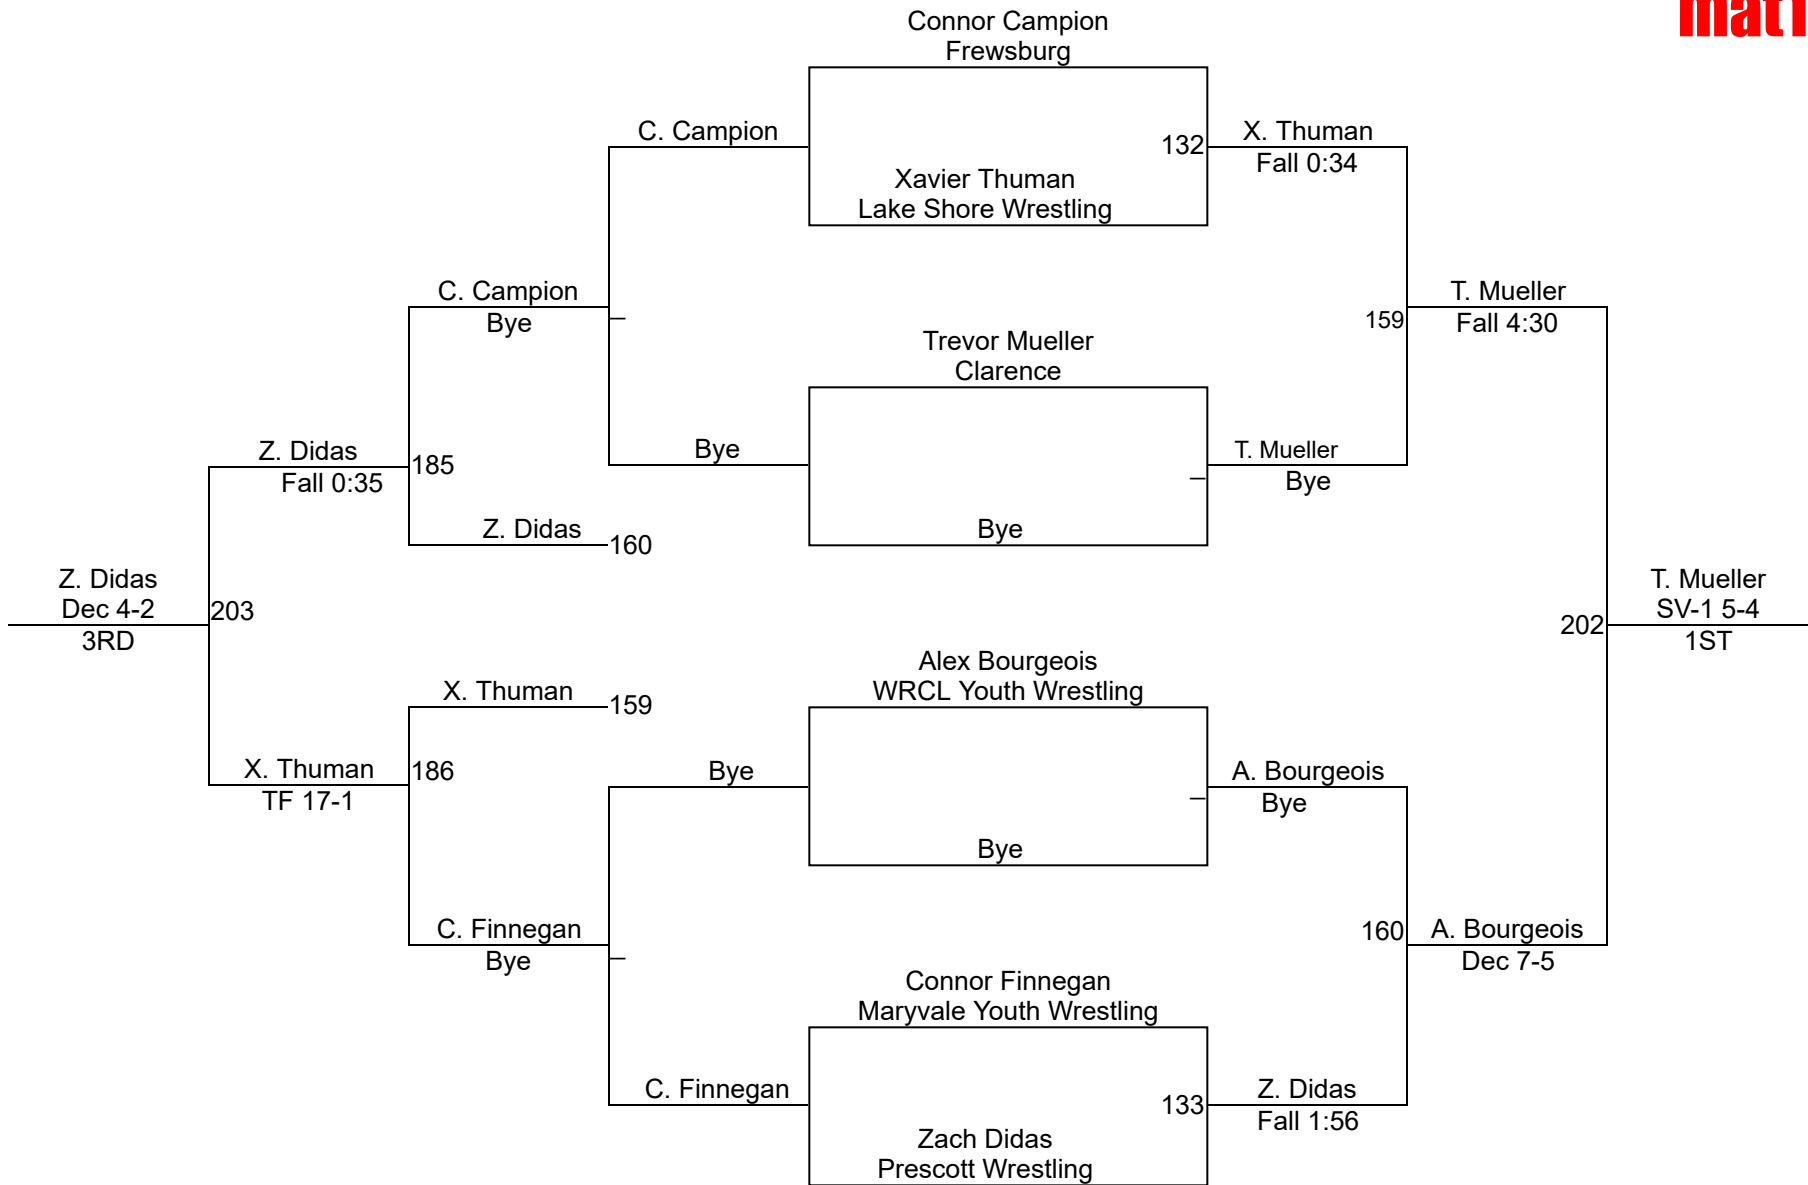 Connor Campion
Frewsburg
C. Campion
132
X. Thuman
Fall 0:34
Xavier Thuman
Lake Shore Wrestling
C. Campion
Bye
T. Mueller
Fall 4:30
159
Trevor Mueller
Clarence
Z. Didas
Fall 0:35
185
Bye
T. Mueller
Bye
Z. Didas
160
Bye
Z. Didas
Dec 4-2
3RD
203
202
T. Mueller
SV-1 5-4
1ST
X. Thuman
159
Alex Bourgeois
WRCL Youth Wrestling
X. Thuman
TF 17-1
186
Bye
A. Bourgeois
Bye
Bye
C. Finnegan
Bye
160
A. Bourgeois
Dec 7-5
Connor Finnegan
Maryvale Youth Wrestling
C. Finnegan
133
Z. Didas
Fall 1:56
Zach Didas
Prescott Wrestling